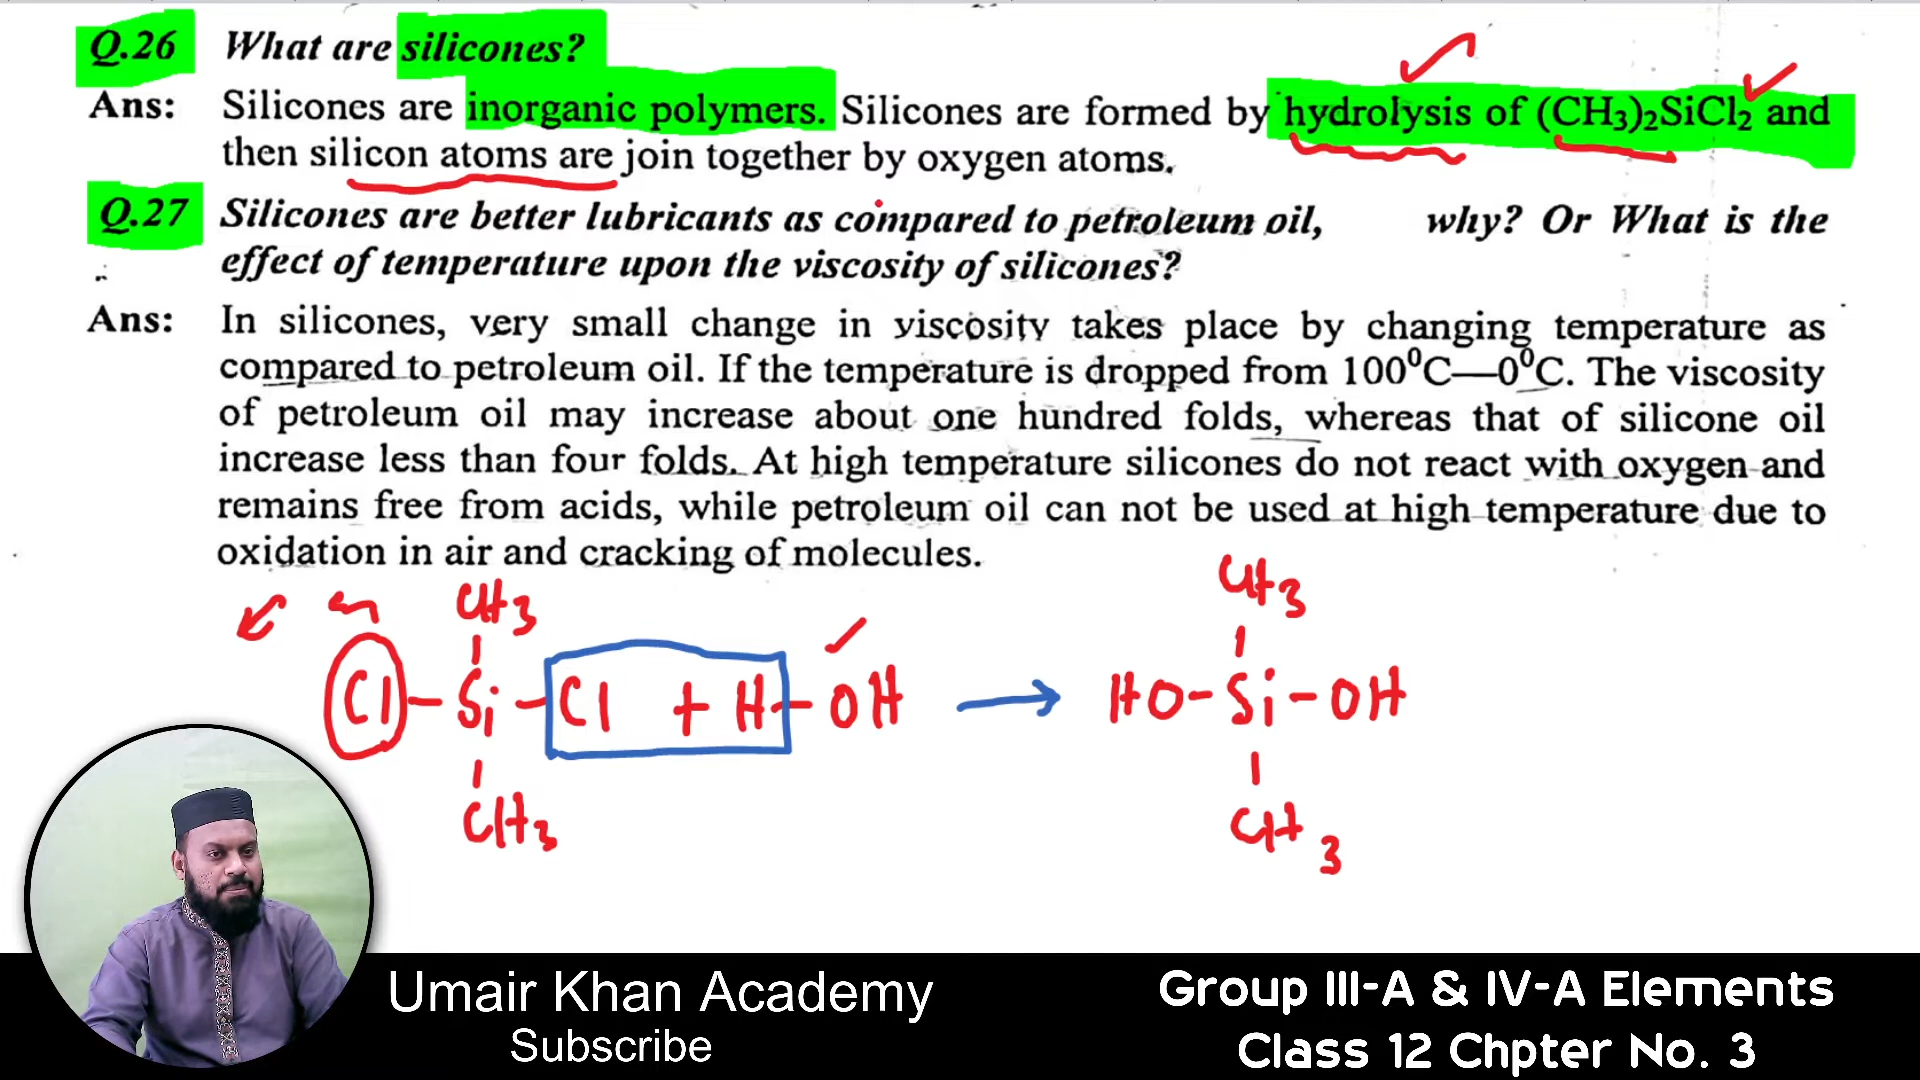 Q.26 What are silicones?
Ans: Silicones are inorganic polymers. Silicones are formed by hydrolysis of (CH₃)₂SiCl₂ and
then silicon atoms are join together by oxygen atoms.
Q.27 Silicones are better lubricants as compared to petroleum oil, why? Or What is the
effect of temperature upon the viscosity of silicones?
Ans: In silicones, very small change in viscosity takes place by changing temperature as
compared to petroleum oil. If the temperature is dropped from 100⁰C—0⁰C. The viscosity
of petroleum oil may increase about one hundred folds, whereas that of silicone oil
increase less than four folds. At high temperature silicones do not react with oxygen and
remains free from acids, while petroleum oil can not be used at high temperature due to
oxidation in air and cracking of molecules.
CH₃ CH₃
Cl-Si-Cl + H-OH → HO-Si-OH
CH₃ CH₃
Umair Khan Academy
Subscribe
Group III-A & IV-A Elements
Class 12 Chpter No. 3